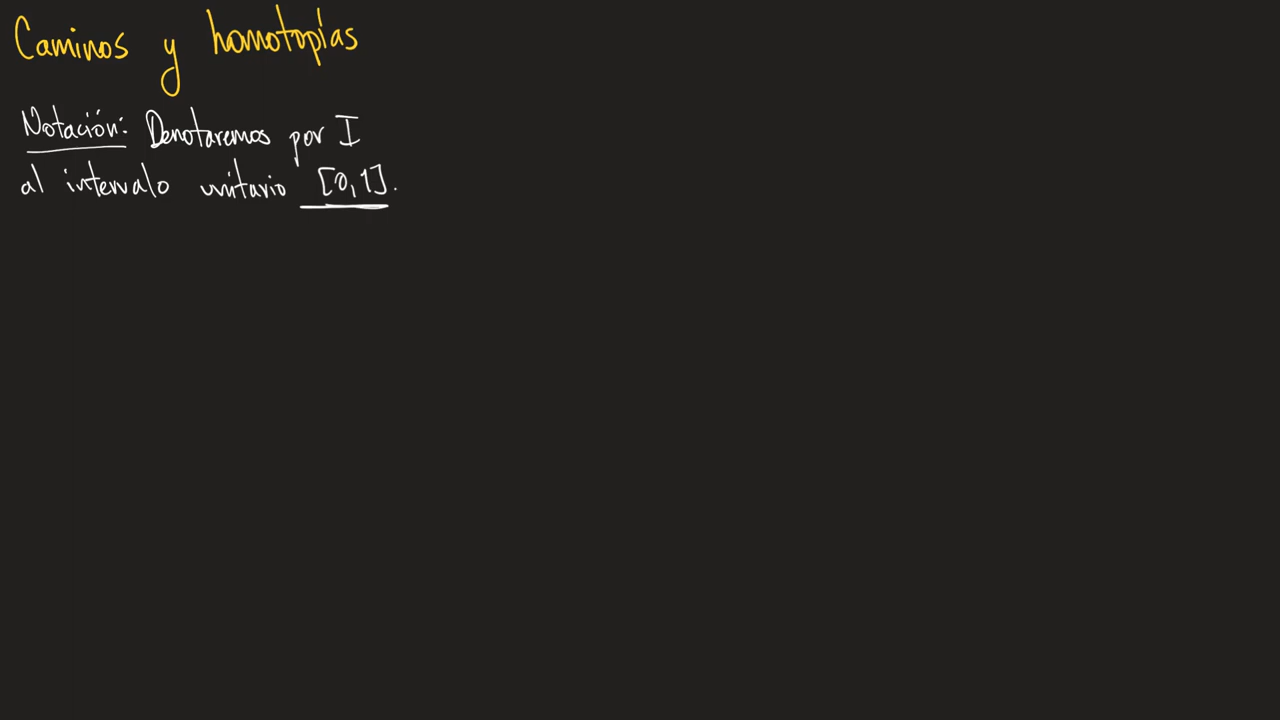 Caminos y homotopías
Notación: Denotaremos por I
al intervalo unitario [0,1].